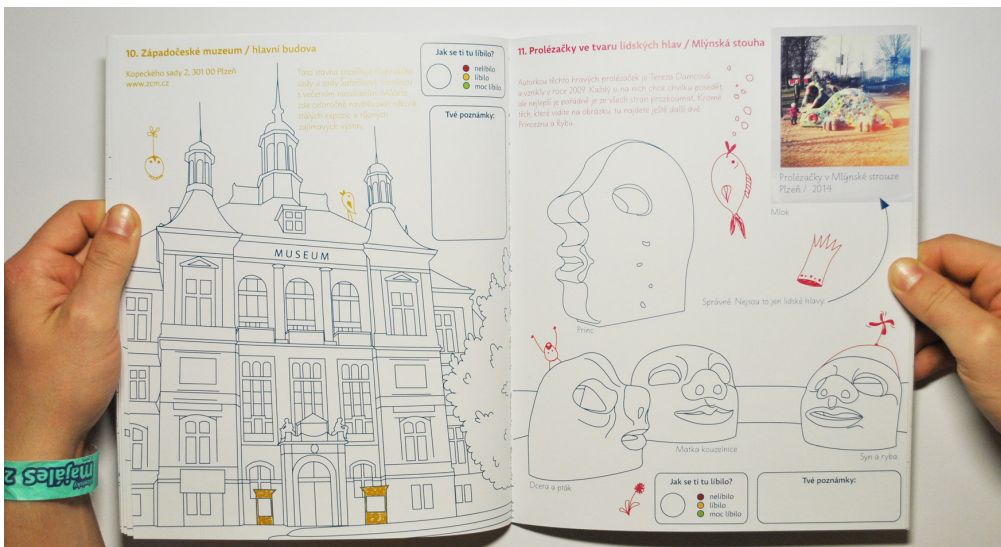 10. Západočeské muzeum / hlavní budova
Kopeckého sady 2, 301 00 Plzeň
www.zcm.cz
Jak se ti tu líbilo?
nelíbilo
líbilo
moc líbilo
Tvé poznámky:
MUSEUM
11. Prolézačky ve tvaru lidských hlav / Mlýnská stouha
Autorkou těchto hravých prolézaček je Tereza Damcová
a vznikly v roce 2009. Každý si na nich chce chvilku posedět,
ale nejlepší je pořádně je ze všech stran prozkoumat. Kromě
těch, které vidíte na obrázku, tu najdete ještě další dvě.
Princeznu a Rybu.
Prolézačky v Mlýnské strouze
Plzeň / 2014
Mlok
Správně. Nejsou to jen lidské hlavy.
Princ
Matka kouzelnice
Syn a ryba
Dcera a pták
Jak se ti tu líbilo?
nelíbilo
líbilo
moc líbilo
Tvé poznámky:
majáles 2